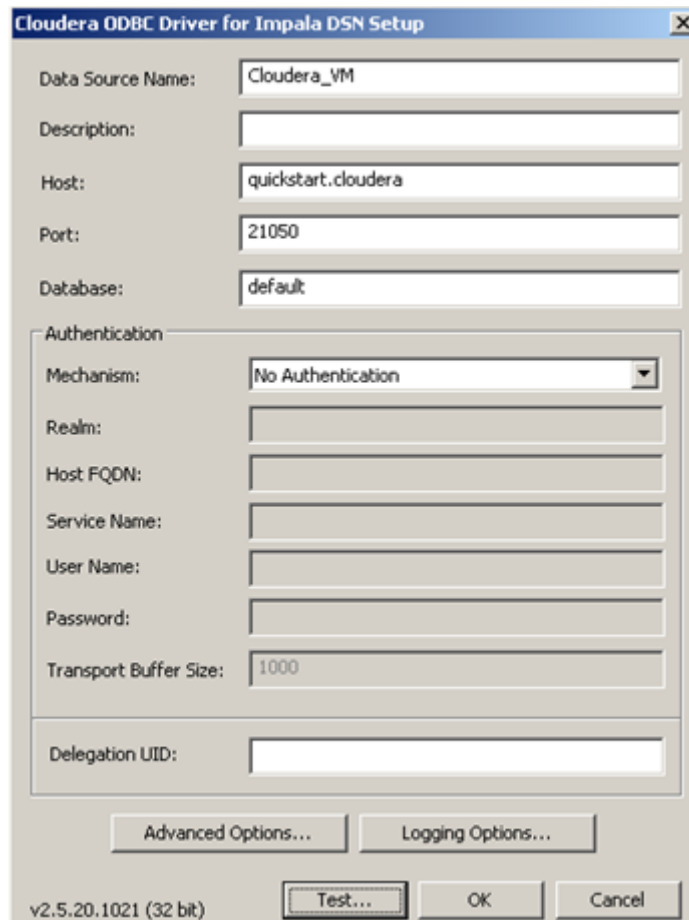 Cloudera ODBC Driver for Impala DSN Setup
Data Source Name: Cloudera_VM
Description:
Host: quickstart.cloudera
Port: 21050
Database: default
Authentication
Mechanism: No Authentication
Realm:
Host FQDN:
Service Name:
User Name:
Password:
Transport Buffer Size: 1000
Delegation UID:
Advanced Options... Logging Options...
v2.5.20.1021 (32 bit) Test... OK Cancel